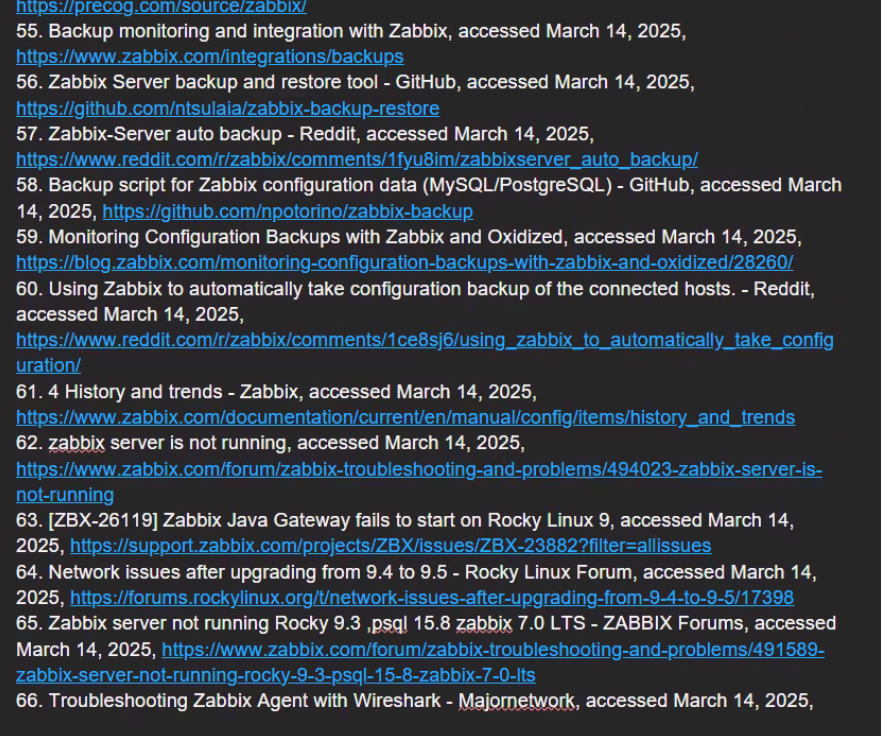 https://precog.com/source/zabbix/
55. Backup monitoring and integration with Zabbix, accessed March 14, 2025,
https://www.zabbix.com/integrations/backups
56. Zabbix Server backup and restore tool - GitHub, accessed March 14, 2025,
https://github.com/ntsulaia/zabbix-backup-restore
57. Zabbix-Server auto backup - Reddit, accessed March 14, 2025,
https://www.reddit.com/r/zabbix/comments/1fyu8im/zabbixserver_auto_backup/
58. Backup script for Zabbix configuration data (MySQL/PostgreSQL) - GitHub, accessed March
14, 2025, https://github.com/npotorino/zabbix-backup
59. Monitoring Configuration Backups with Zabbix and Oxidized, accessed March 14, 2025,
https://blog.zabbix.com/monitoring-configuration-backups-with-zabbix-and-oxidized/28260/
60. Using Zabbix to automatically take configuration backup of the connected hosts. - Reddit,
accessed March 14, 2025,
https://www.reddit.com/r/zabbix/comments/1ce8sj6/using_zabbix_to_automatically_take_config
uration/
61. 4 History and trends - Zabbix, accessed March 14, 2025,
https://www.zabbix.com/documentation/current/en/manual/config/items/history_and_trends
62. zabbix server is not running, accessed March 14, 2025,
https://www.zabbix.com/forum/zabbix-troubleshooting-and-problems/494023-zabbix-server-is-
not-running
63. [ZBX-26119] Zabbix Java Gateway fails to start on Rocky Linux 9, accessed March 14,
2025, https://support.zabbix.com/projects/ZBX/issues/ZBX-23882?filter=allissues
64. Network issues after upgrading from 9.4 to 9.5 - Rocky Linux Forum, accessed March 14,
2025, https://forums.rockylinux.org/t/network-issues-after-upgrading-from-9-4-to-9-5/17398
65. Zabbix server not running Rocky 9.3 ,psql 15.8 zabbix 7.0 LTS - ZABBIX Forums, accessed
March 14, 2025, https://www.zabbix.com/forum/zabbix-troubleshooting-and-problems/491589-
zabbix-server-not-running-rocky-9-3-psql-15-8-zabbix-7-0-lts
66. Troubleshooting Zabbix Agent with Wireshark - Majornetwork, accessed March 14, 2025,